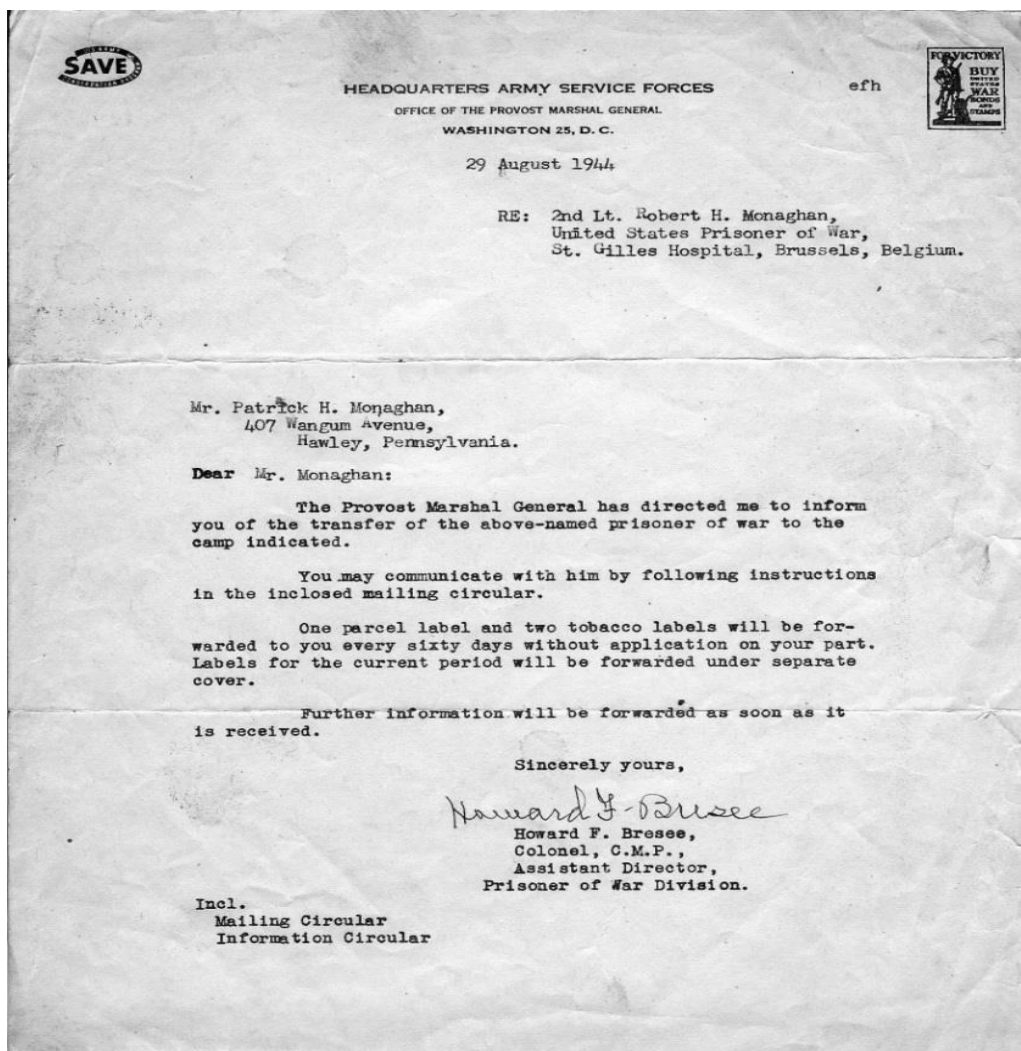 SAVE
HEADQUARTERS ARMY SERVICE FORCES
OFFICE OF THE PROVOST MARSHAL GENERAL
WASHINGTON 25, D. C.
efh
FOR VICTORY
BUY
UNITED
STATES
WAR
BONDS
AND
STAMPS
29 August 1944
RE: 2nd Lt. Robert H. Monaghan,
United States Prisoner of War,
St. Gilles Hospital, Brussels, Belgium.
Mr. Patrick H. Monaghan,
407 Wangum Avenue,
Hawley, Pennsylvania.
Dear Mr. Monaghan:
The Provost Marshal General has directed me to inform
you of the transfer of the above-named prisoner of war to the
camp indicated.
You may communicate with him by following instructions
in the inclosed mailing circular.
One parcel label and two tobacco labels will be for-
warded to you every sixty days without application on your part.
Labels for the current period will be forwarded under separate
cover.
Further information will be forwarded as soon as it
is received.
Sincerely yours,
Howard F. Bresee
Howard F. Bresee,
Colonel, C.M.P.,
Assistant Director,
Prisoner of War Division.
Incl.
Mailing Circular
Information Circular